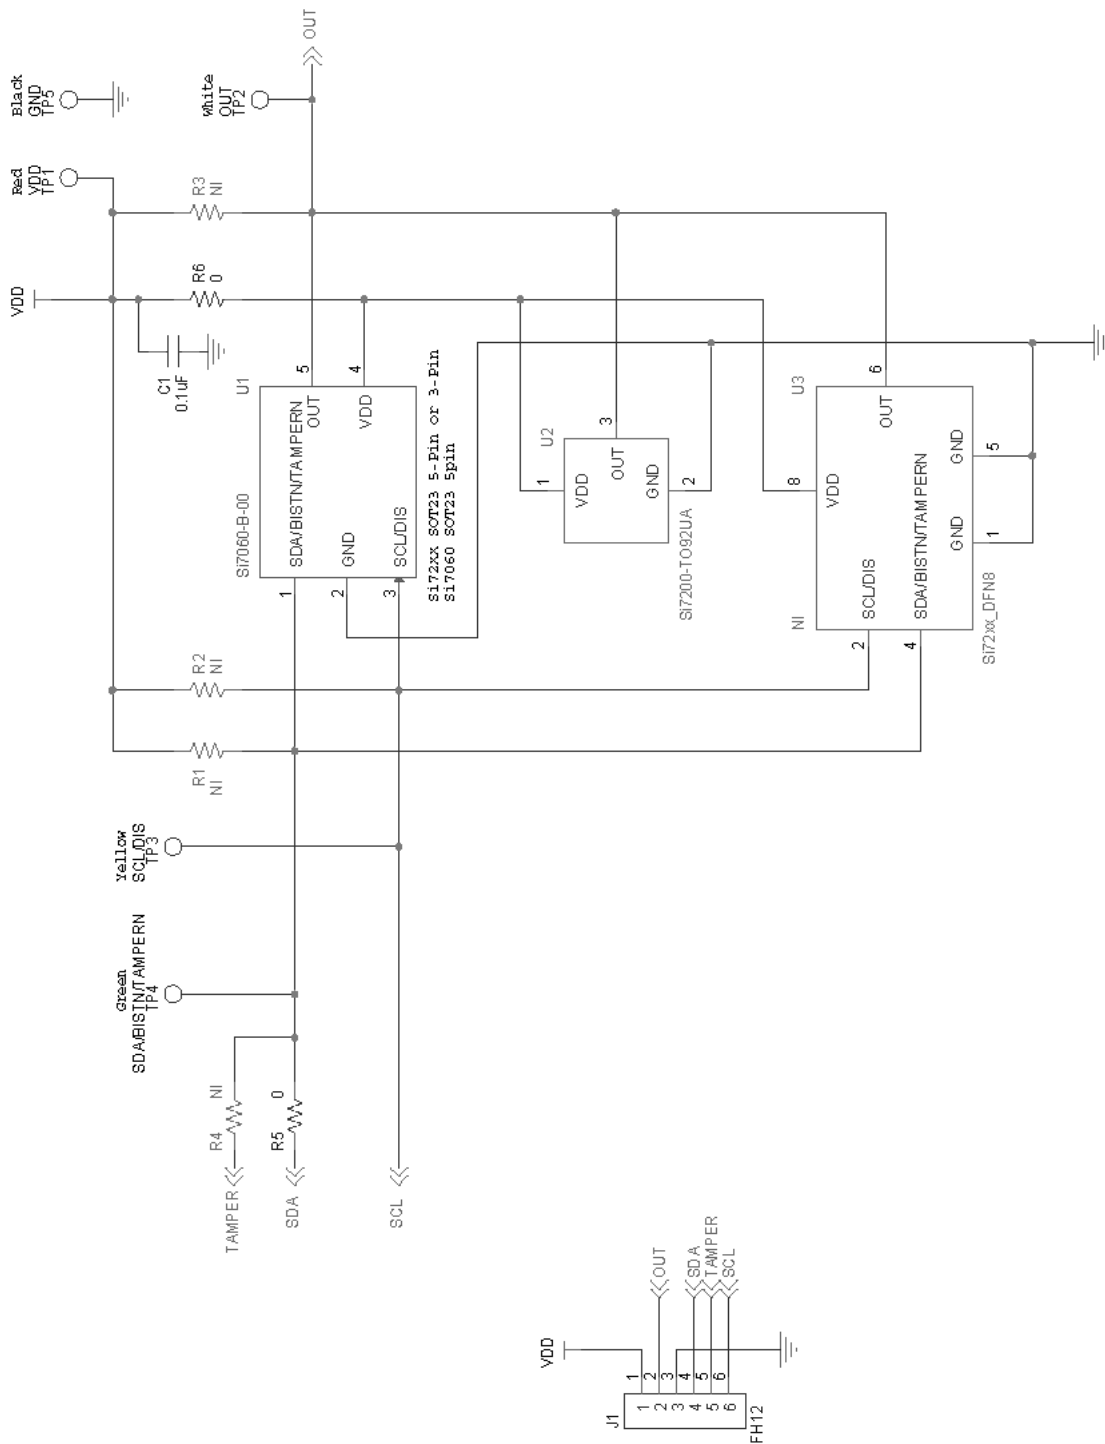 Black
GND
TP5
Red
VDD
TP1
VDD
White
OUT
TP2
OUT
R3
NI
R6
0
C1
0.1uF
U1
5
4
SDA/BISTN/TAMPERN
OUT
VDD
GND
SCL/DIS
Si7060-B-00
1
2
3
Si72XX SOT23 5-Pin or 3-Pin
Si7060 SOT23 5pin
U2
3
1
VDD
OUT
GND
2
Si7200-TO92UA
U3
6
8
OUT
VDD
GND
5
GND
1
SCL/DIS
SDA/BISTN/TAMPERN
NI
Si72xx_DFN8
2
4
R2
NI
R1
NI
Yellow
SCL/DIS
TP3
Green
SDA/BISTN/TAMPERN
TP4
R4
NI
R5
0
TAMPER
SDA
SCL
VDD
OUT
SDA
TAMPER
SCL
J1
1 1
2 2
3 3
4 4
5 5
6 6
FH12